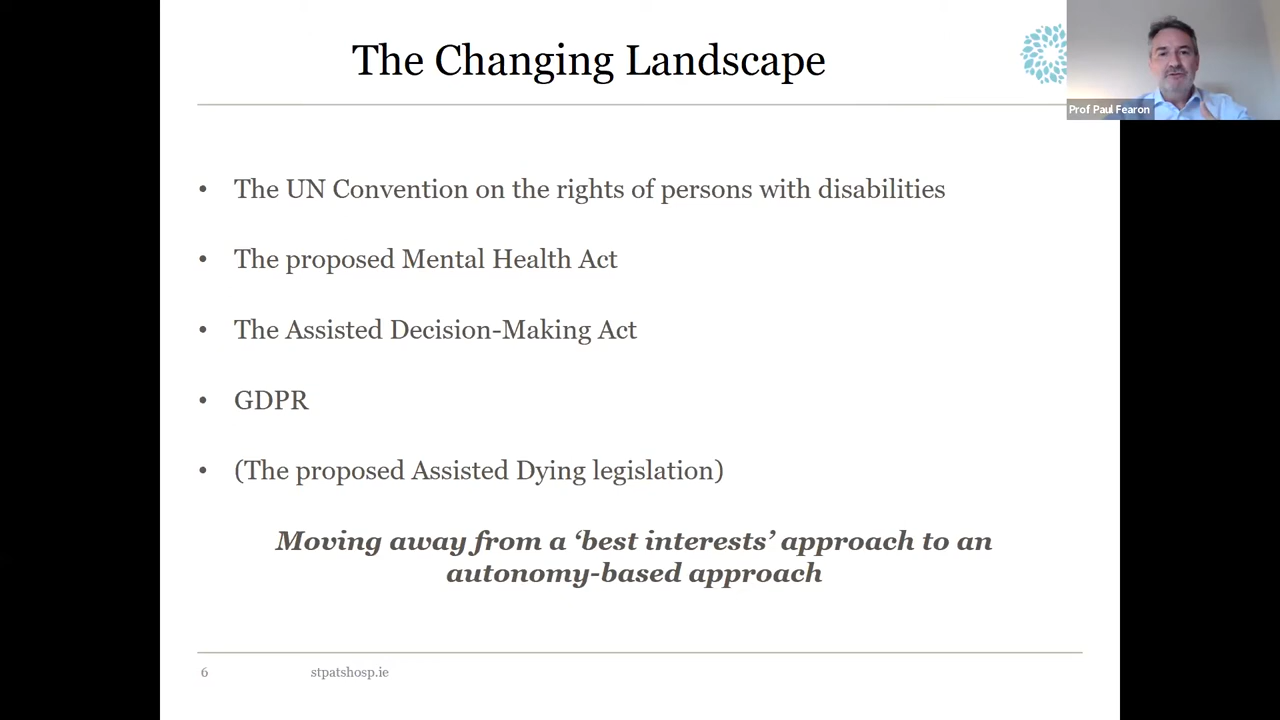 The Changing Landscape
Prof Paul Fearon
• The UN Convention on the rights of persons with disabilities
• The proposed Mental Health Act
• The Assisted Decision-Making Act
• GDPR
• (The proposed Assisted Dying legislation)
Moving away from a ‘best interests’ approach to an
autonomy-based approach
6
stpatshosp.ie